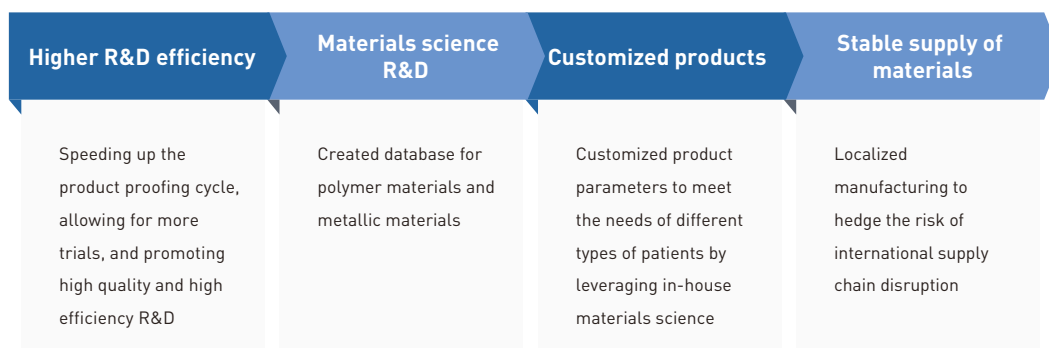 Higher R&D efficiency
Speeding up the
product proofing cycle,
allowing for more
trials, and promoting
high quality and high
efficiency R&D
Materials science
R&D
Created database for
polymer materials and
metallic materials
Customized products
Customized product
parameters to meet
the needs of different
types of patients by
leveraging in-house
materials science
Stable supply of
materials
Localized
manufacturing to
hedge the risk of
international supply
chain disruption